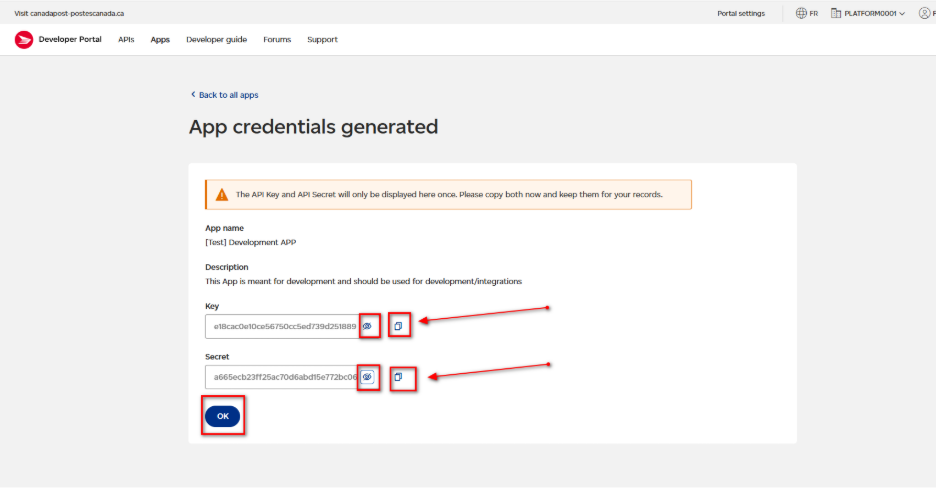 Visit canadapost-postescanada.ca
Portal settings
FR
PLATFORM0001
Developer Portal
APIs
Apps
Developer guide
Forums
Support
Back to all apps
App credentials generated
The API Key and API Secret will only be displayed here once. Please copy both now and keep them for your records.
App name
[Test] Development APP
Description
This App is meant for development and should be used for development/integrations
Key
e18cac0e10ce56750cc5ed739d251889
Secret
a665ecb23ff25ac70d6abd15e772bc06
OK